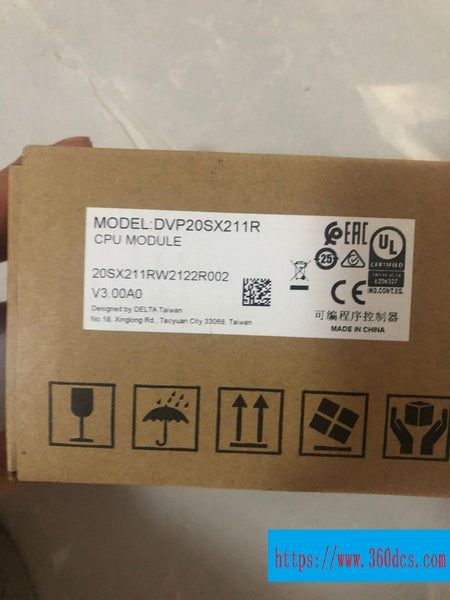 MODEL:DVP20SX211R
CPU MODULE
20SX211RW2122R002
V3.00A0
Designed by DELTA Taiwan
No.18, Xinglong Rd., Taoyuan City 33068, Taiwan
EAC
25
UL
CERTIFIED
IND.CONT.EQ.
CE
可编程序控制器
MADE IN CHINA
https://www.360dcs.com